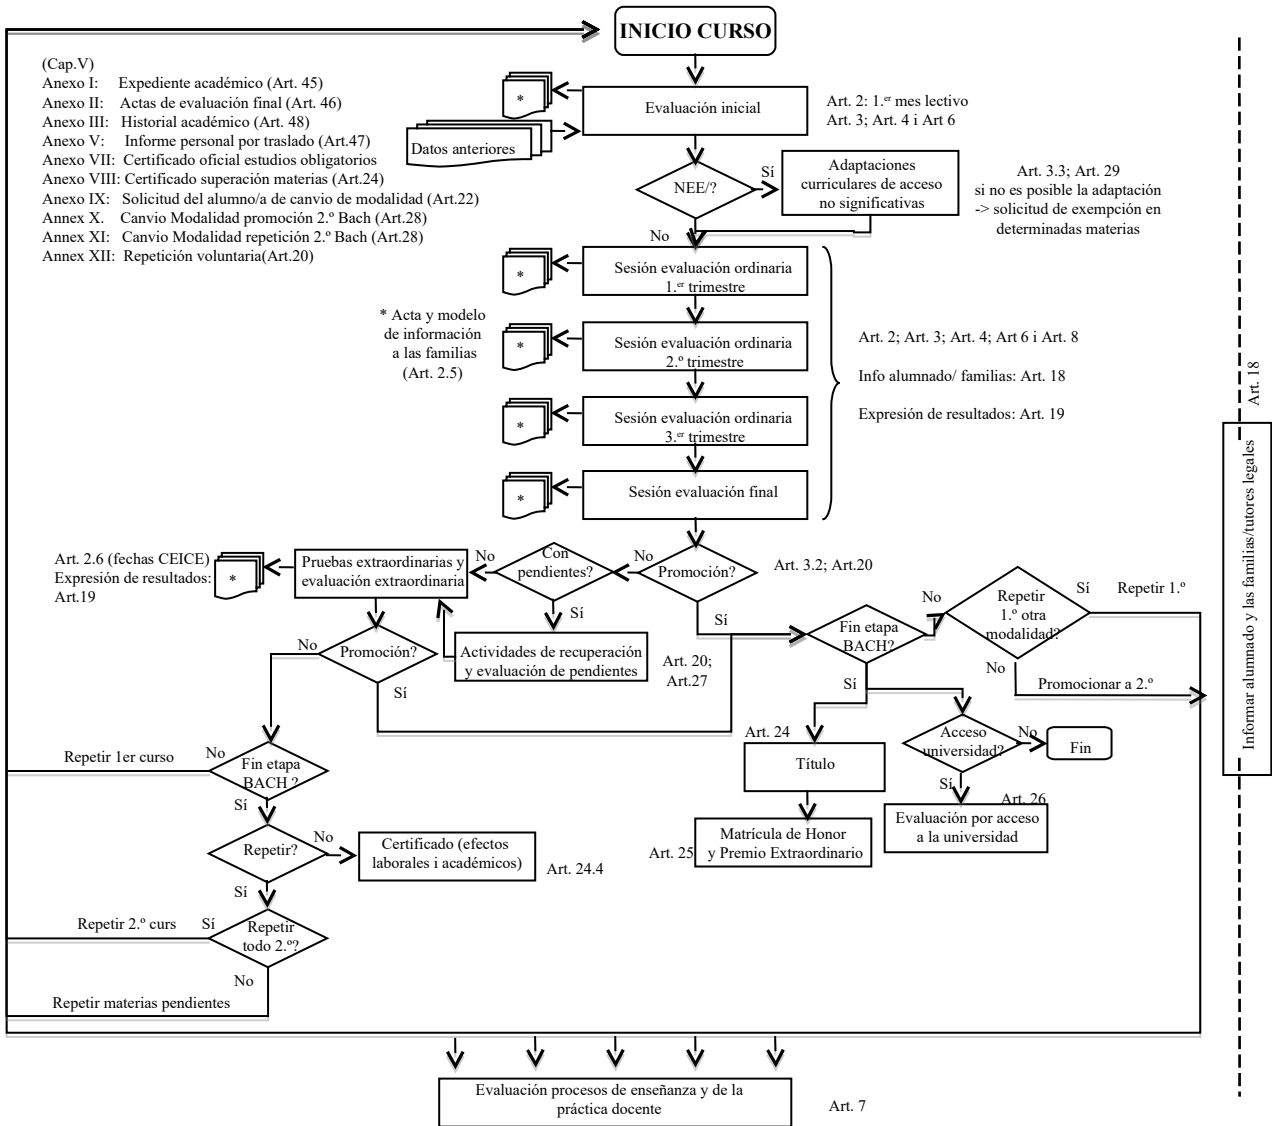 INICIO CURSO
(Cap.V)
Anexo I: Expediente académico (Art. 45)
Anexo II: Actas de evaluación final (Art. 46)
Anexo III: Historial académico (Art. 48)
Anexo V: Informe personal por traslado (Art.47)
Anexo VII: Certificado oficial estudios obligatorios
Anexo VIII: Certificado superación materias (Art.24)
Anexo IX: Solicitud del alumno/a de canvio de modalidad (Art.22)
Annex X. Canvio Modalidad promoción 2.º Bach (Art.28)
Annex XI: Canvio Modalidad repetición 2.º Bach (Art.28)
Annex XII: Repetición voluntaria(Art.20)
*
Evaluación inicial
Art. 2: 1.er mes lectivo
Art. 3; Art. 4 i Art 6
Datos anteriores
NEE/?
Sí
No
Adaptaciones
curriculares de acceso
no significativas
Art. 3.3; Art. 29
si no es posible la adaptación
-> solicitud de exempción en
determinadas materias
*
Sesión evaluación ordinaria
1.er trimestre
* Acta y modelo
de información
a las familias
(Art. 2.5)
*
Sesión evaluación ordinaria
2.º trimestre
Art. 2; Art. 3; Art. 4; Art 6 i Art. 8
Info alumnado/ familias: Art. 18
Expresión de resultados: Art. 19
*
Sesión evaluación ordinaria
3.er trimestre
*
Sesión evaluación final
Art. 18
Informar alumnado y las familias/tutores legales
Art. 2.6 (fechas CEICE)
Expresión de resultados:
Art.19
*
Pruebas extraordinarias y
evaluación extraordinaria
No
Con
pendientes?
Sí
No
Promoción?
Sí
Art. 3.2; Art.20
Actividades de recuperación
y evaluación de pendientes
Art. 20;
Art.27
No
Promoción?
Sí
Fin etapa
BACH?
No
Sí
Repetir
1.º otra
modalidad?
Sí
Repetir 1.º
No
Promocionar a 2.º
Art. 24
Título
Acceso
universidad?
No
Fin
Sí
Art. 26
Evaluación por acceso
a la universidad
Art. 25
Matrícula de Honor
y Premio Extraordinario
Repetir 1er curso
No
Fin etapa
BACH ?
Sí
Repetir?
No
Certificado (efectos
laborales i académicos)
Art. 24.4
Sí
Repetir 2.º curs
Sí
Repetir
todo 2.º?
No
Repetir materias pendientes
Evaluación procesos de enseñanza y de la
práctica docente
Art. 7